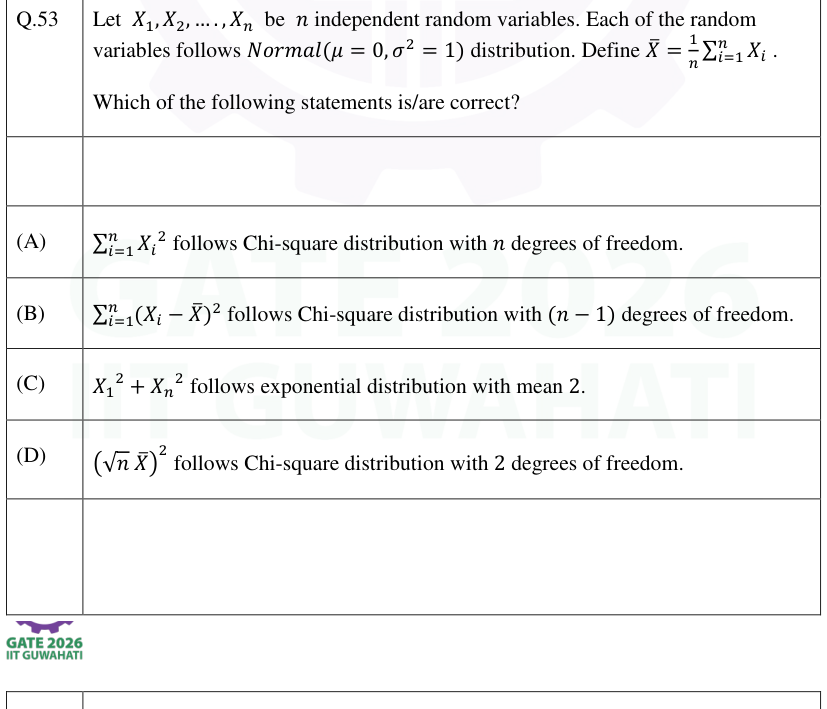 Q.53 Let X₁, X₂, …., Xₙ be n independent random variables. Each of the random
variables follows Normal(μ = 0, σ² = 1) distribution. Define X̄ = 1/n ∑ⁿᵢ₌₁ Xᵢ .
Which of the following statements is/are correct?
(A) ∑ⁿᵢ₌₁ Xᵢ² follows Chi-square distribution with n degrees of freedom.
(B) ∑ⁿᵢ₌₁(Xᵢ − X̄)² follows Chi-square distribution with (n − 1) degrees of freedom.
(C) X₁² + Xₙ² follows exponential distribution with mean 2.
(D) (√n X̄)² follows Chi-square distribution with 2 degrees of freedom.
GATE 2026
IIT GUWAHATI
GATE 2026
IIT GUWAHATI